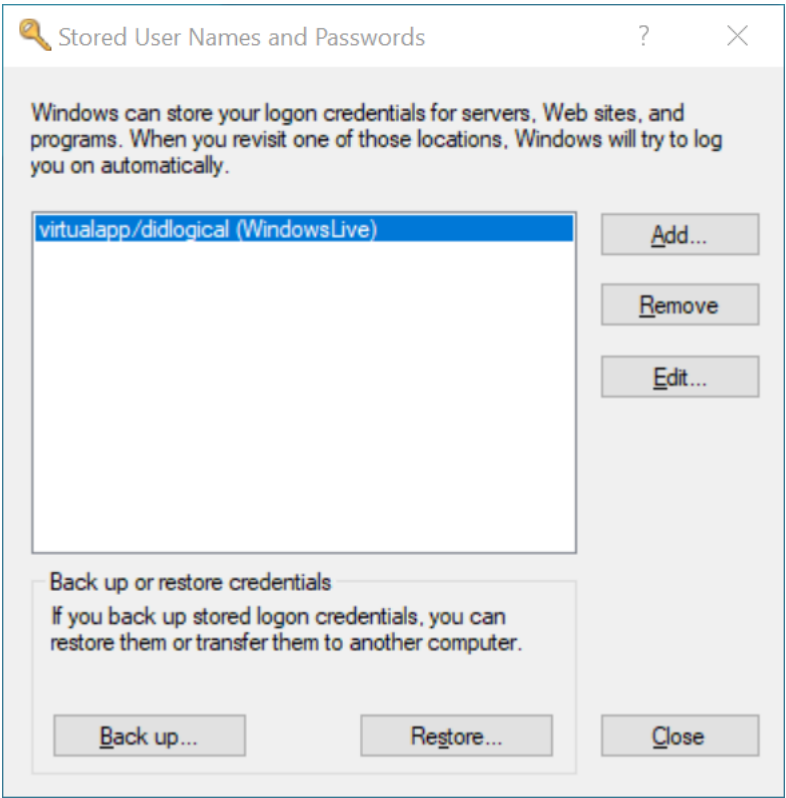 Stored User Names and Passwords
?
Windows can store your logon credentials for servers, Web sites, and
programs. When you revisit one of those locations, Windows will try to log
you on automatically.
virtualapp/didlogical (WindowsLive)
Add...
Remove
Edit...
Back up or restore credentials
If you back up stored logon credentials, you can
restore them or transfer them to another computer.
Back up...
Restore...
Close